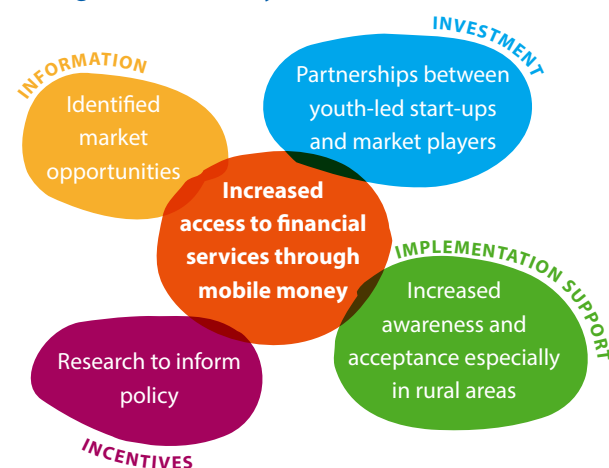 INFORMATION
Identified
market
opportunities
INVESTMENT
Partnerships between
youth-led start-ups
and market players
Increased
access to financial
services through
mobile money
IMPLEMENTATION SUPPORT
Increased
awareness and
acceptance especially
in rural areas
Research to inform
policy
INCENTIVES